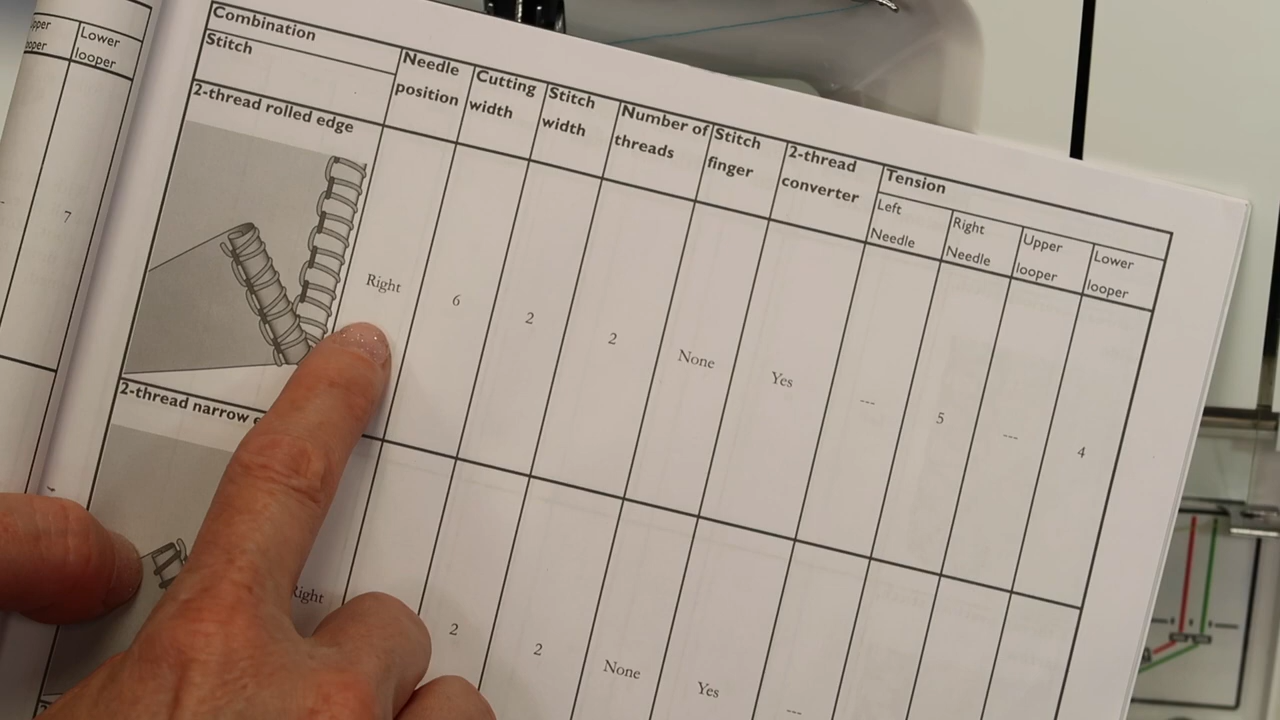 Lower
looper
7
Combination
Stitch
Needle
position
Cutting
width
Stitch
width
Number of
threads
Stitch
finger
2-thread
converter
Tension
Left
Needle
Right
Needle
Upper
looper
Lower
looper
2-thread rolled edge
Right
6
2
2
None
Yes
---
5
---
4
2-thread narrow
Right
2
2
None
Yes
---